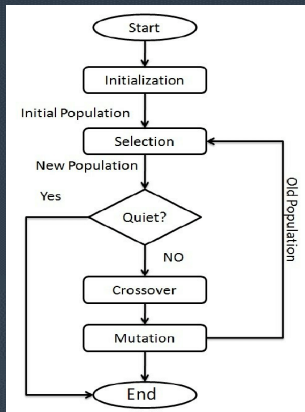 Start
Initialization
Initial Population
Selection
New Population
Yes
Quiet?
Old Population
NO
Crossover
Mutation
End